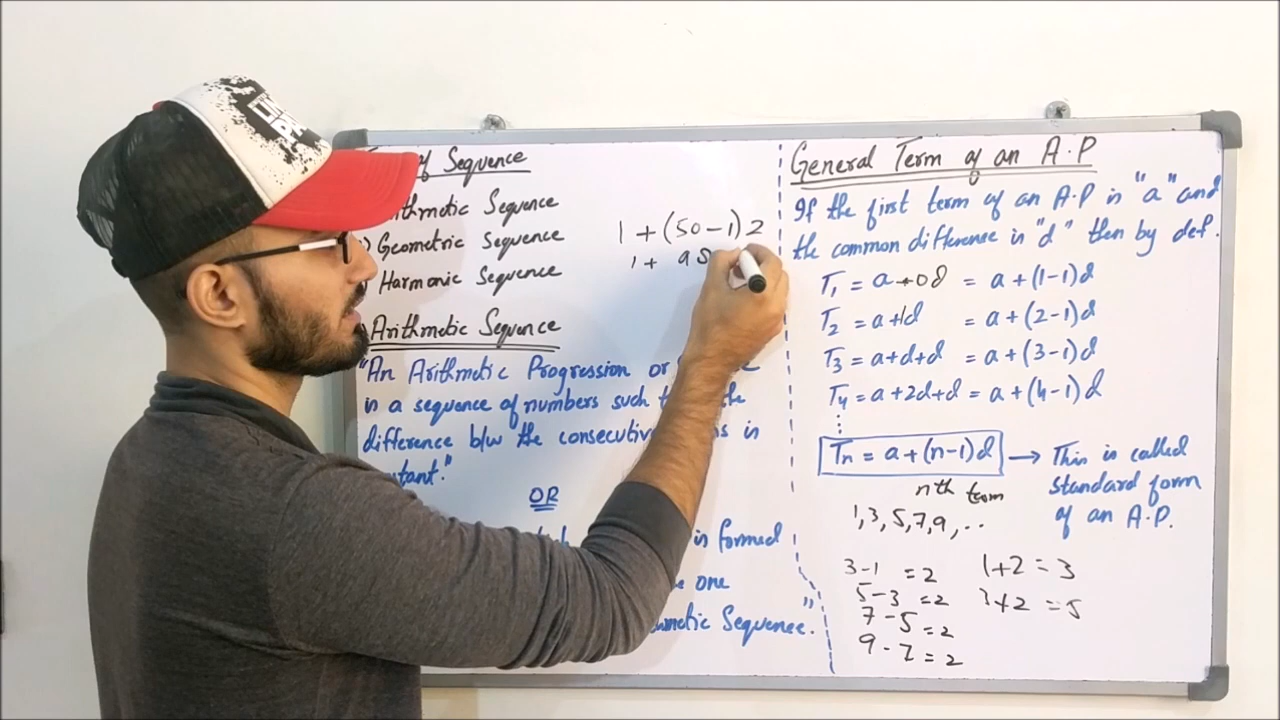 of Sequence
Arithmetic Sequence
Geometric Sequence
Harmonic Sequence
Arithmetic Sequence
"An Arithmetic Progression or
is a sequence of numbers such the
difference b/w the consecutive is
"
OR
is formed
one
Sequence."
1 + (50-1)2
1 +
General Term of an A.P
If the first term of an A.P is "a" and
the common difference is "d" then by def.
T1 = a +0d = a + (1-1)d
T2 = a+1d = a + (2-1)d
T3 = a+d+d = a + (3-1)d
T4 = a+2d+d = a + (4-1)d
⋮
Tn = a + (n-1)d → This is called
standard form
of an A.P.
nth term
1,3,5,7,9,...
3-1 =2
5-3 =2
7-5 =2
9-7 =2
1+2 =3
3+2 =5